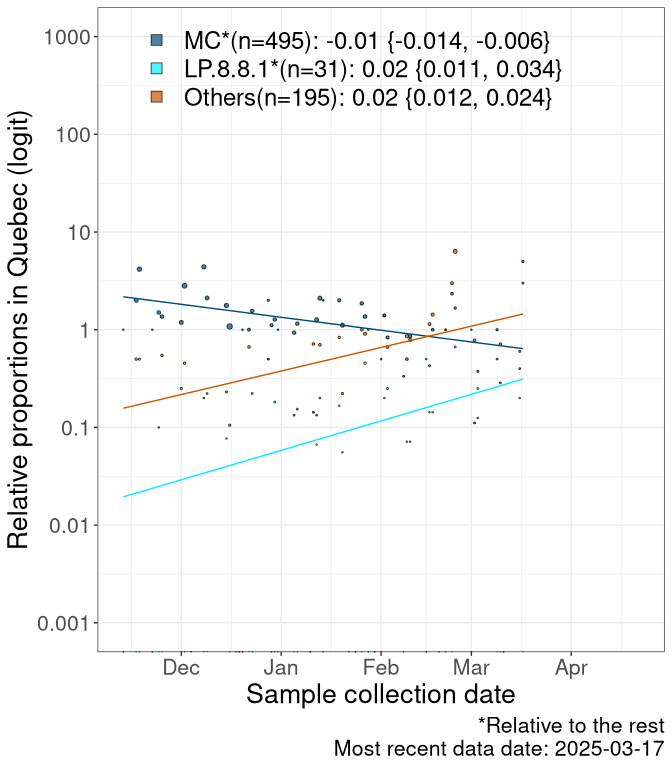 MC*(n=495): -0.01 {-0.014, -0.006}
LP.8.8.1*(n=31): 0.02 {0.011, 0.034}
Others(n=195): 0.02 {0.012, 0.024}
Relative proportions in Quebec (logit)
1000
100
10
1
0.1
0.01
0.001
Dec Jan Feb Mar Apr
Sample collection date
*Relative to the rest
Most recent data date: 2025-03-17